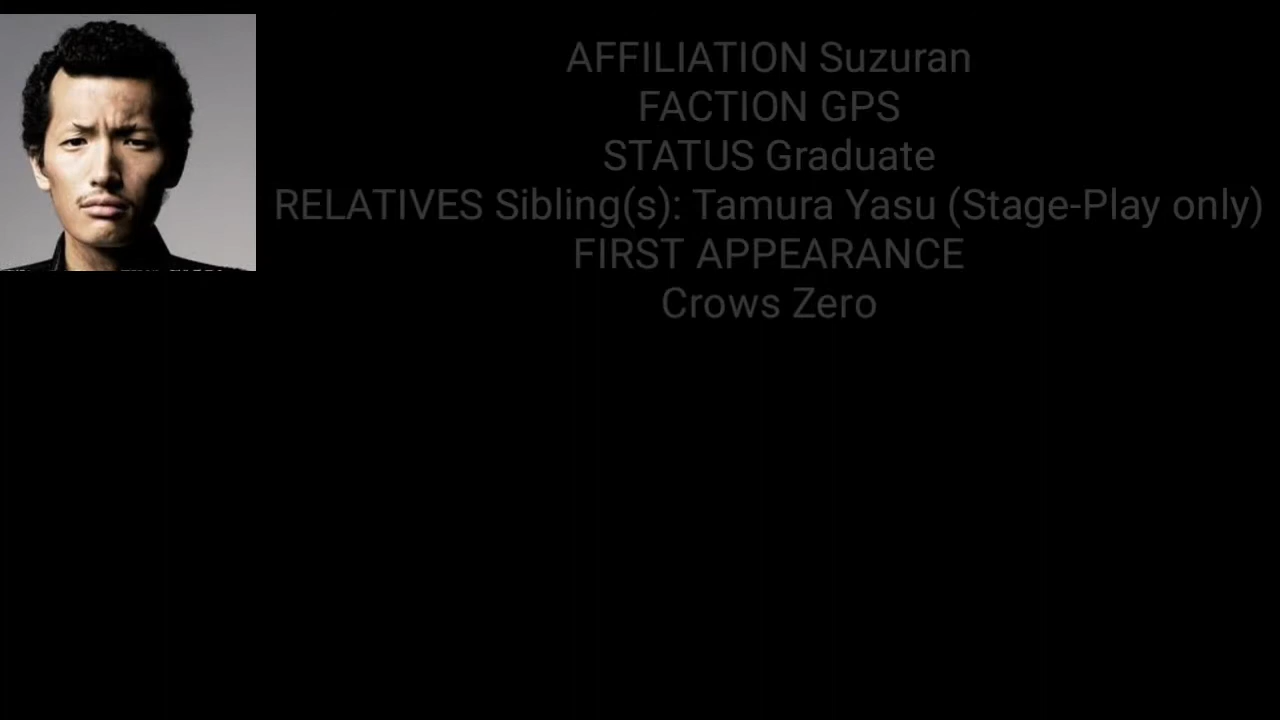 AFFILIATION Suzuran
FACTION GPS
STATUS Graduate
RELATIVES Sibling(s): Tamura Yasu (Stage-Play only)
FIRST APPEARANCE
Crows Zero